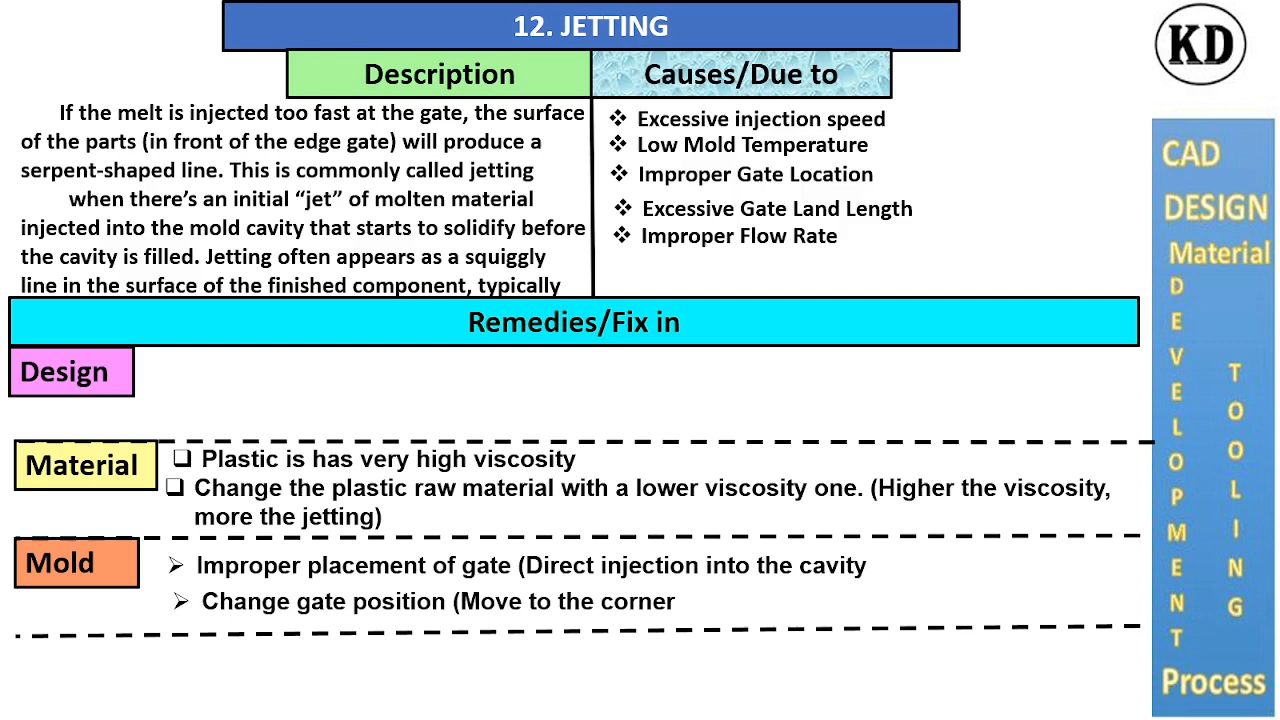 12. JETTING
KD
Description
Causes/Due to
If the melt is injected too fast at the gate, the surface
of the parts (in front of the edge gate) will produce a
serpent-shaped line. This is commonly called jetting
when there's an initial “jet” of molten material
injected into the mold cavity that starts to solidify before
the cavity is filled. Jetting often appears as a squiggly
line in the surface of the finished component, typically
❖ Excessive injection speed
❖ Low Mold Temperature
❖ Improper Gate Location
❖ Excessive Gate Land Length
❖ Improper Flow Rate
Remedies/Fix in
Design
Material
❑ Plastic is has very high viscosity
❑ Change the plastic raw material with a lower viscosity one. (Higher the viscosity,
more the jetting)
Mold
➢ Improper placement of gate (Direct injection into the cavity
➢ Change gate position (Move to the corner
CAD
DESIGN
Material
DEVELOPMENT
TOOLING
Process